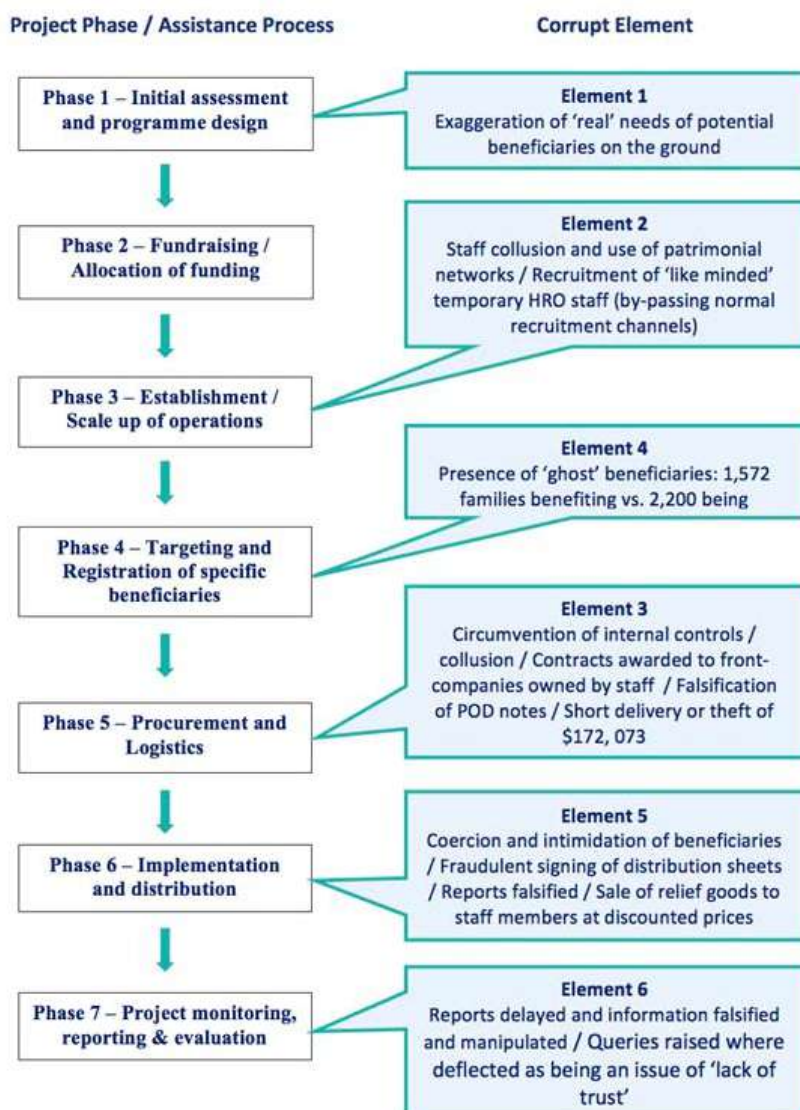 Project Phase / Assistance Process
Corrupt Element
Phase 1 – Initial assessment
and programme design
Element 1
Exaggeration of ‘real’ needs of potential
beneficiaries on the ground
Phase 2 – Fundraising /
Allocation of funding
Element 2
Staff collusion and use of patrimonial
networks / Recruitment of ‘like minded’
temporary HRO staff (by-passing normal
recruitment channels)
Phase 3 – Establishment /
Scale up of operations
Element 4
Presence of ‘ghost’ beneficiaries: 1,572
families benefiting vs. 2,200 being
Phase 4 – Targeting and
Registration of specific
beneficiaries
Element 3
Circumvention of internal controls /
collusion / Contracts awarded to front-
companies owned by staff / Falsification
of POD notes / Short delivery or theft of
$172, 073
Phase 5 – Procurement and
Logistics
Element 5
Coercion and intimidation of beneficiaries
/ Fraudulent signing of distribution sheets
/ Reports falsified / Sale of relief goods to
staff members at discounted prices
Phase 6 – Implementation
and distribution
Element 6
Reports delayed and information falsified
and manipulated / Queries raised where
deflected as being an issue of ‘lack of
trust’
Phase 7 – Project monitoring,
reporting & evaluation